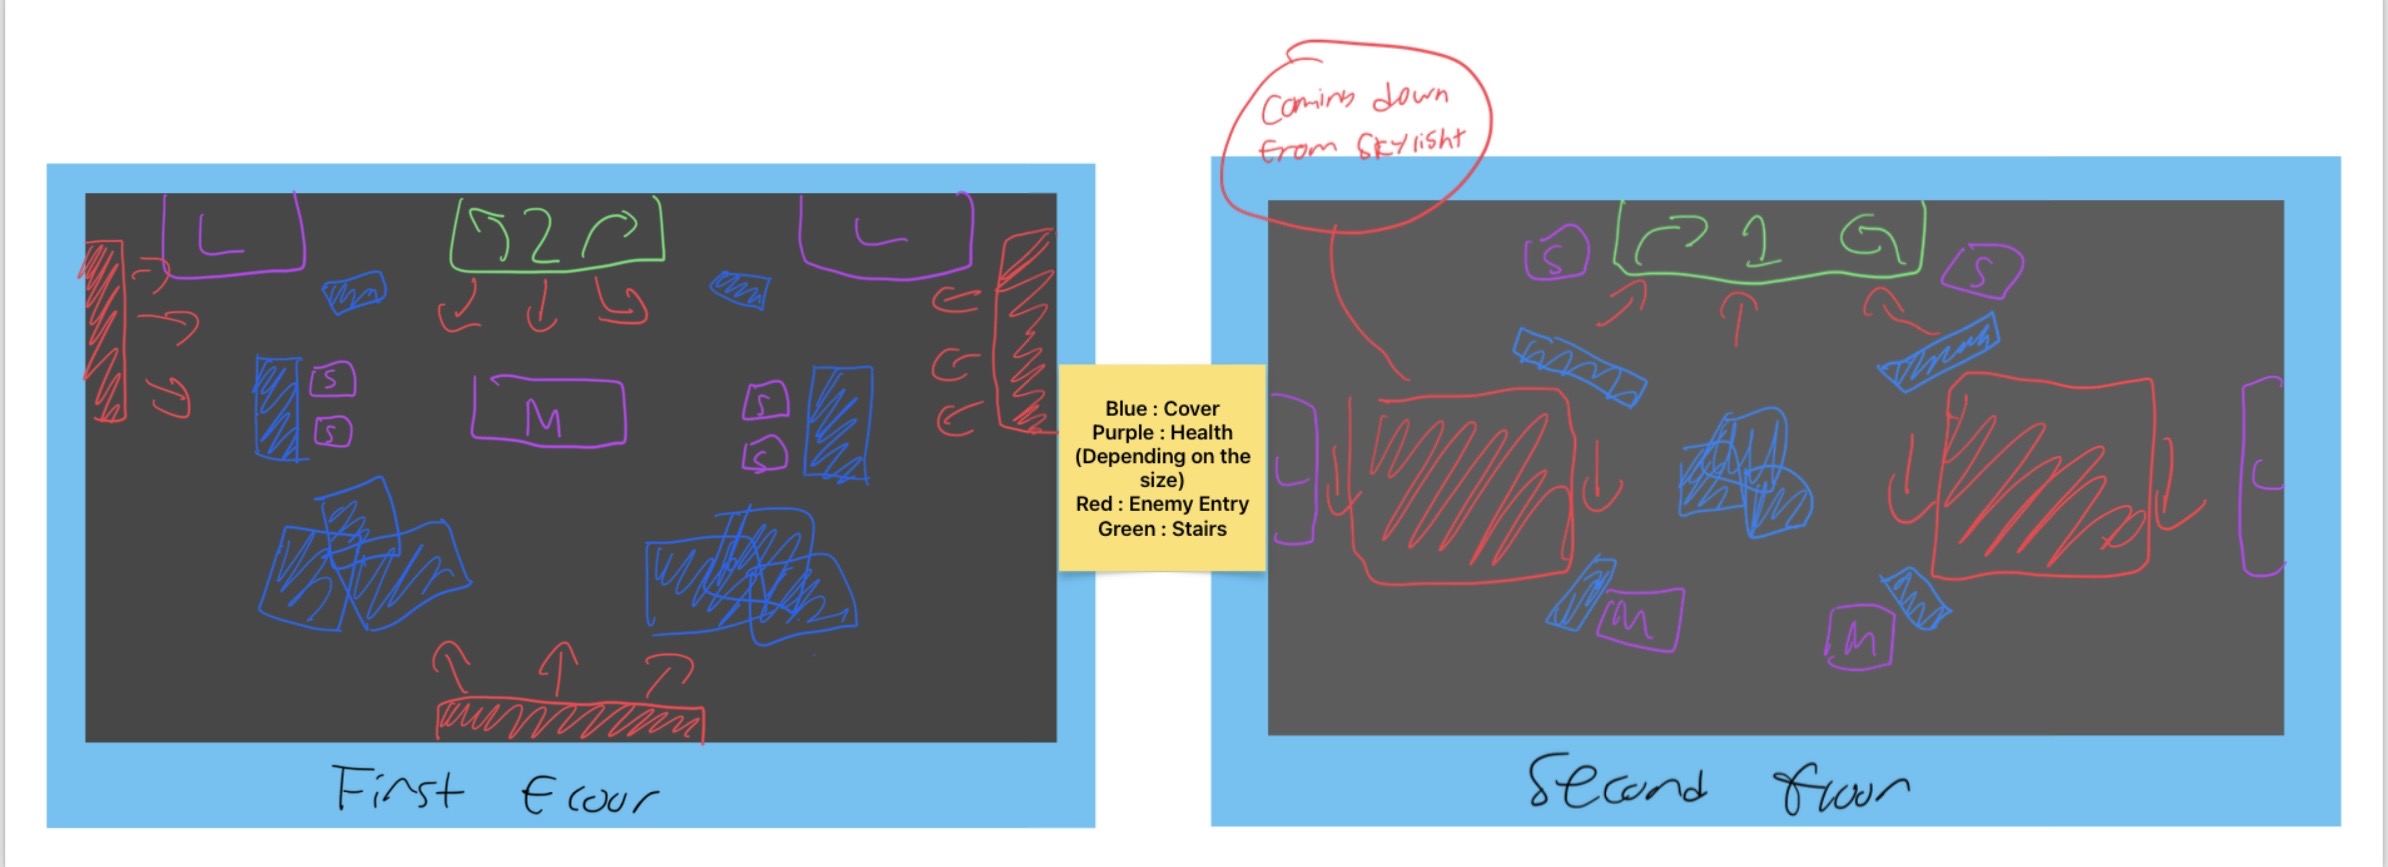 Coming down
From SKYlight
L
2
L
S
S
M
S
S
First Floor
Blue : Cover
Purple : Health
(Depending on the
size)
Red : Enemy Entry
Green : Stairs
S
1
S
L
L
M
M
Second floor